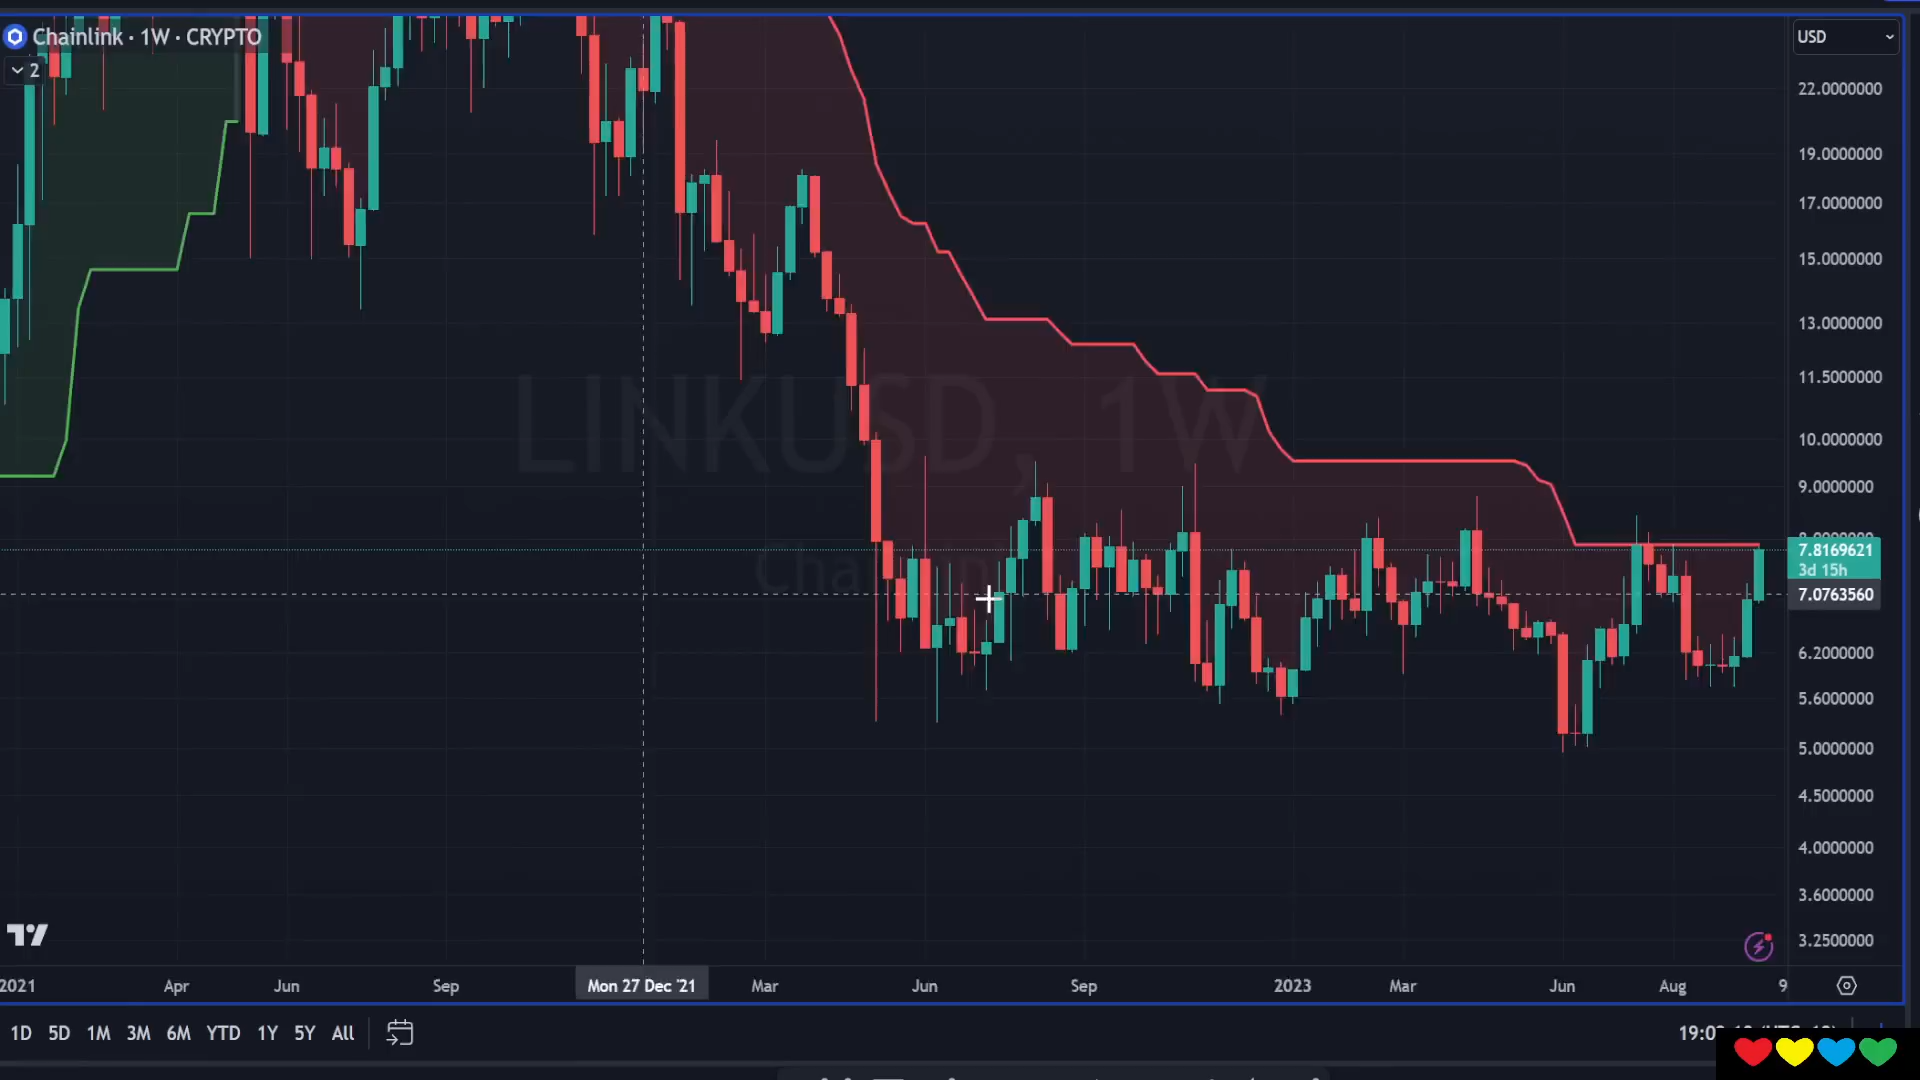 Chainlink · 1W · CRYPTO
USD
2
22.0000000
19.0000000
17.0000000
15.0000000
13.0000000
11.5000000
10.0000000
9.0000000
7.8169621
3d 15h
7.0763560
6.2000000
5.6000000
5.0000000
4.5000000
4.0000000
3.6000000
3.2500000
LINKUSD, 1W
2021
Apr
Jun
Sep
Mon 27 Dec '21
Mar
Jun
Sep
2023
Mar
Jun
Aug
9
1D 5D 1M 3M 6M YTD 1Y 5Y All